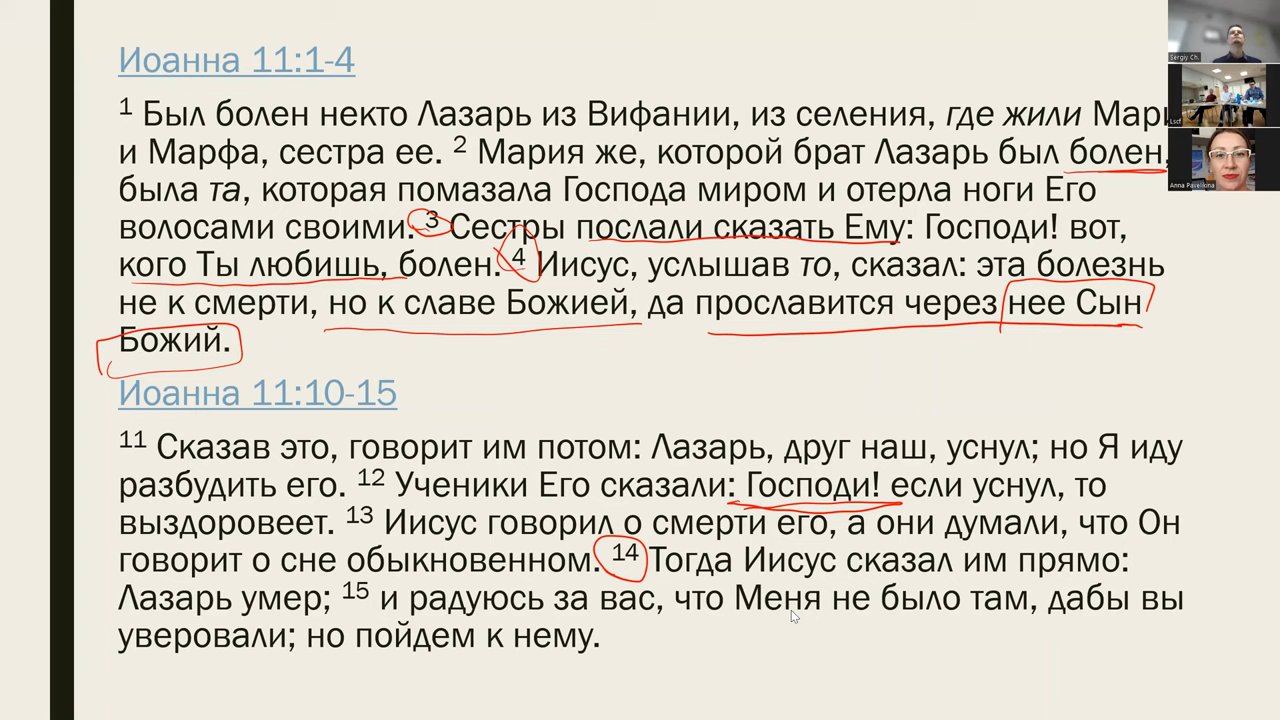 Иоанна 11:1-4
1 Был болен некто Лазарь из Вифании, из селения, где жили Мари
и Марфа, сестра ее. 2 Мария же, которой брат Лазарь был болен,
была та, которая помазала Господа миром и отерла ноги Его
волосами своими. 3 Сестры послали сказать Ему: Господи! вот,
кого Ты любишь, болен. 4 Иисус, услышав то, сказал: эта болезнь
не к смерти, но к славе Божией, да прославится через нее Сын
Божий.
Иоанна 11:10-15
11 Сказав это, говорит им потом: Лазарь, друг наш, уснул; но Я иду
разбудить его. 12 Ученики Его сказали: Господи! если уснул, то
выздоровеет. 13 Иисус говорил о смерти его, а они думали, что Он
говорит о сне обыкновенном. 14 Тогда Иисус сказал им прямо:
Лазарь умер; 15 и радуюсь за вас, что Меня не было там, дабы вы
уверовали; но пойдем к нему.
Sergiy Ch.
Lscf
Anna Pavelkina